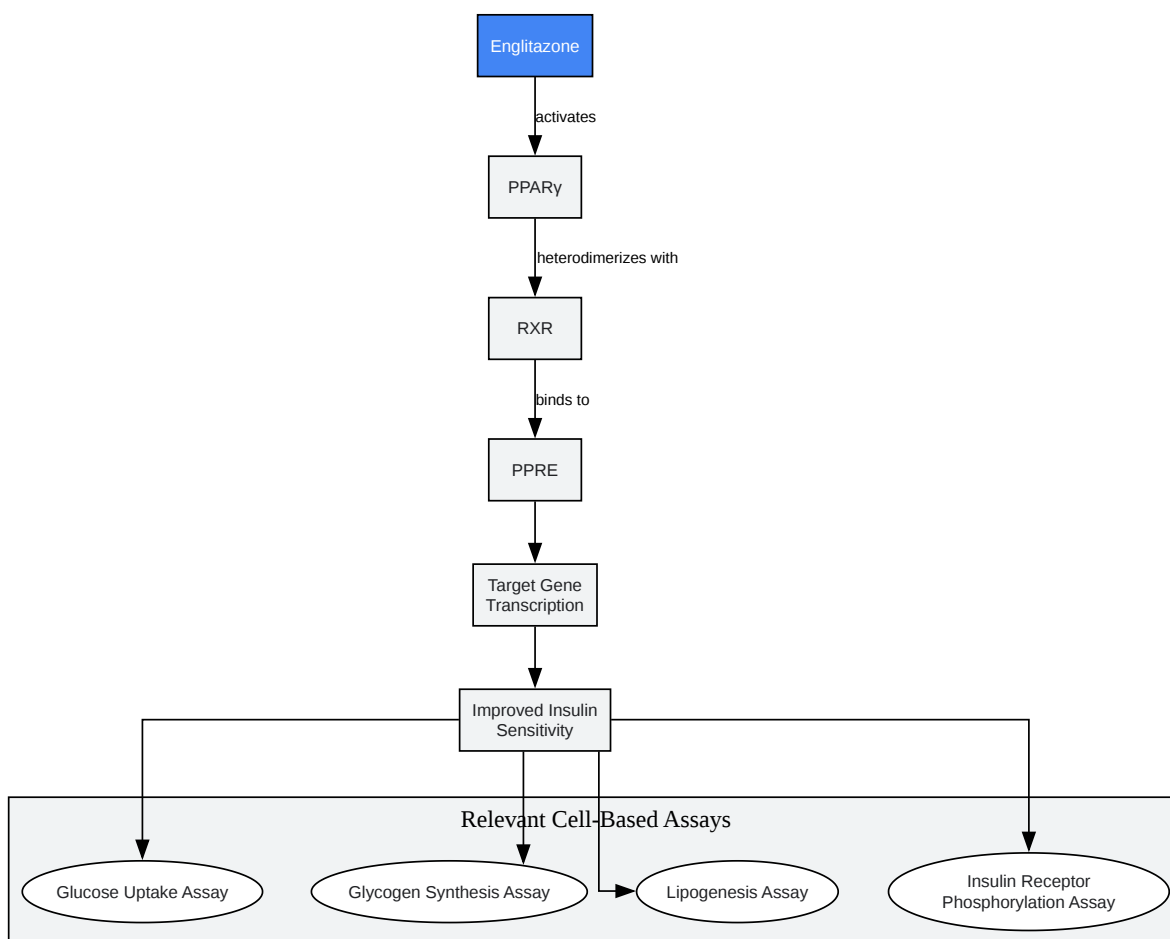 Englitazone
activates
PPARγ
heterodimerizes with
RXR
binds to
PPRE
Target Gene
Transcription
Improved Insulin
Sensitivity
Relevant Cell-Based Assays
Glucose Uptake Assay
Glycogen Synthesis Assay
Lipogenesis Assay
Insulin Receptor
Phosphorylation Assay